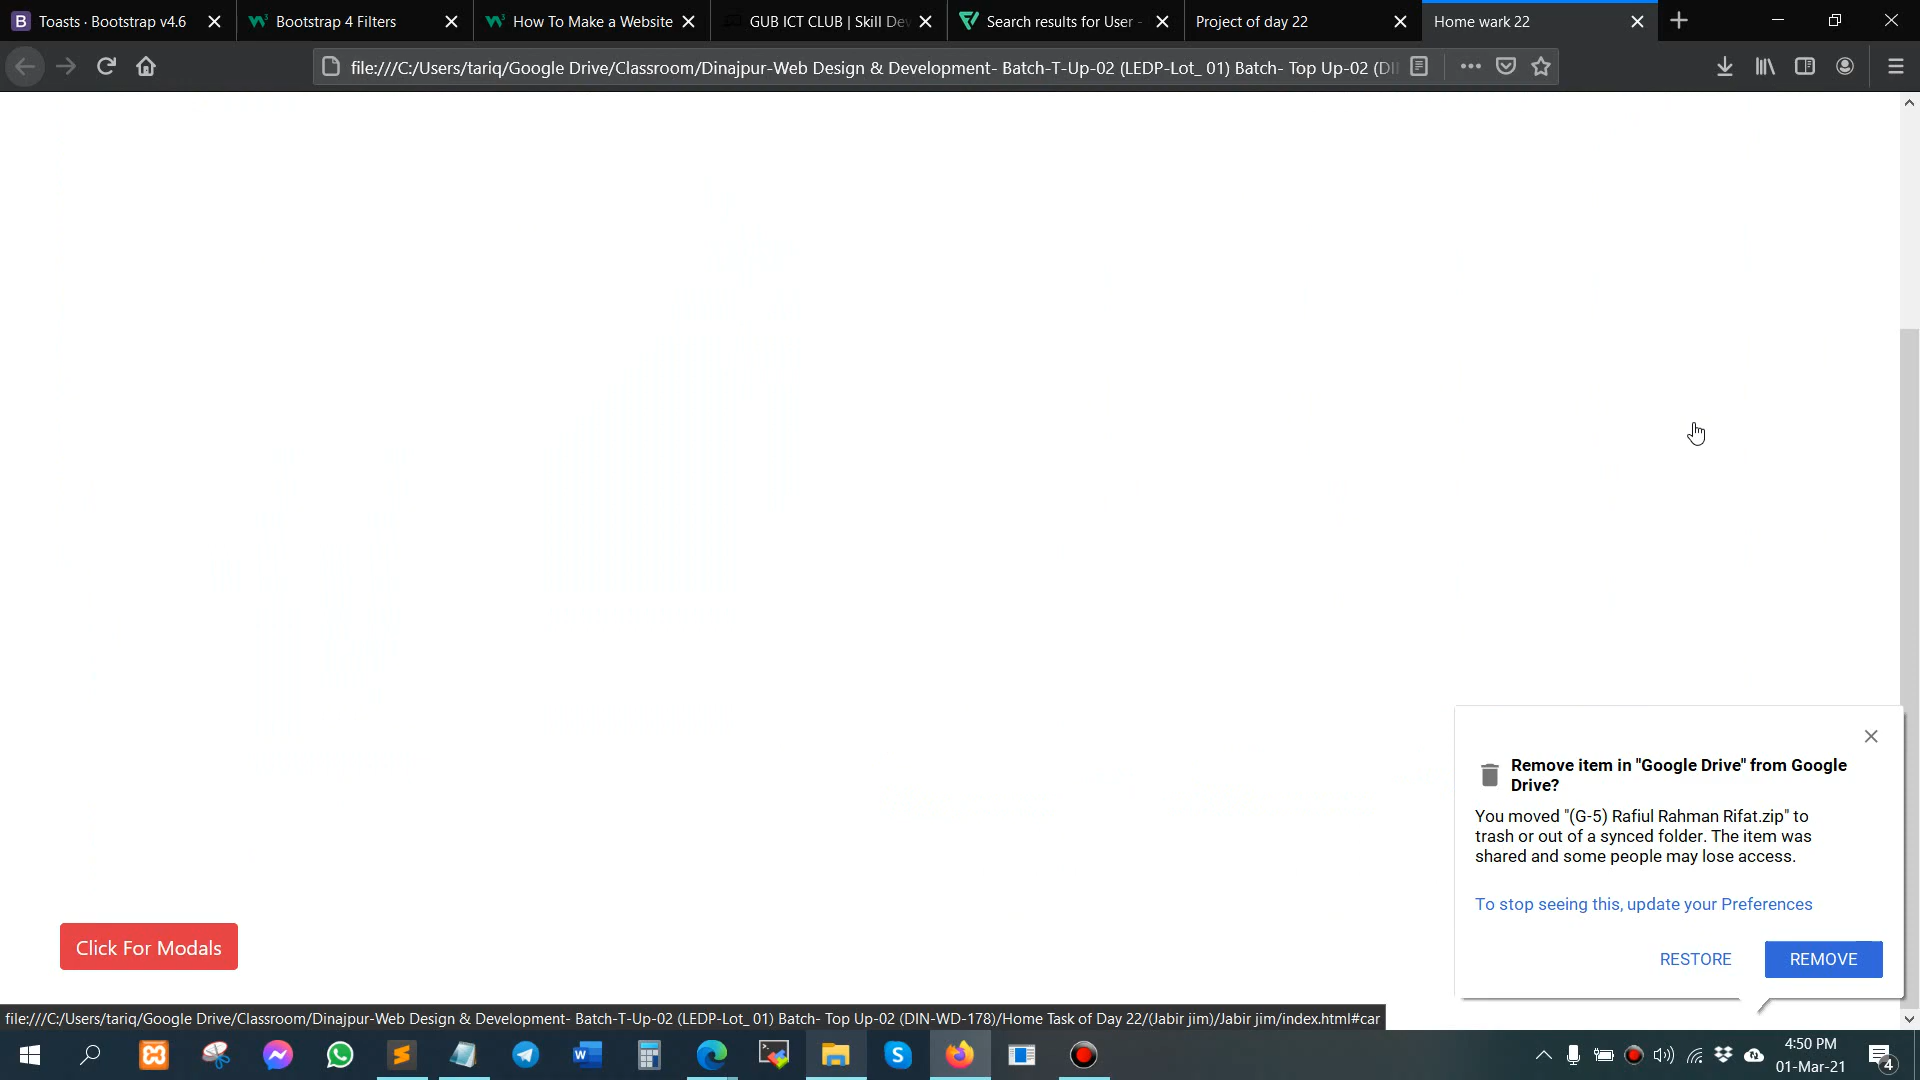 Toasts · Bootstrap v4.6
Bootstrap 4 Filters
How To Make a Website
GUB ICT CLUB | Skill De
Search results for User -
Project of day 22
Home wark 22
file:///C:/Users/tariq/Google Drive/Classroom/Dinajpur-Web Design & Development- Batch-T-Up-02 (LEDP-Lot_ 01) Batch- Top Up-02 (DI
Remove item in "Google Drive" from Google
Drive?
You moved "(G-5) Rafiul Rahman Rifat.zip" to
trash or out of a synced folder. The item was
shared and some people may lose access.
To stop seeing this, update your Preferences
RESTORE
REMOVE
Click For Modals
file:///C:/Users/tariq/Google Drive/Classroom/Dinajpur-Web Design & Development- Batch-T-Up-02 (LEDP-Lot_ 01) Batch- Top Up-02 (DIN-WD-178)/Home Task of Day 22/(Jabir jim)/Jabir jim/index.html#car
4:50 PM
01-Mar-21
4